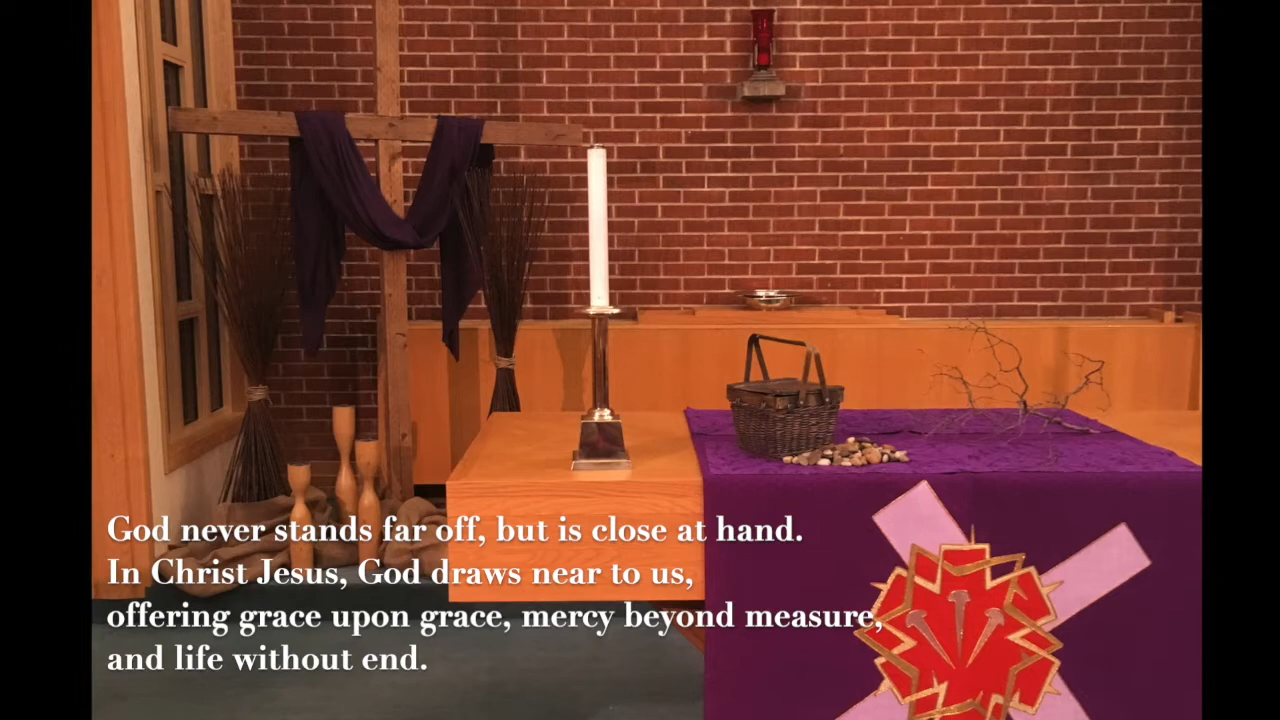 God never stands far off, but is close at hand.
In Christ Jesus, God draws near to us,
offering grace upon grace, mercy beyond measure,
and life without end.